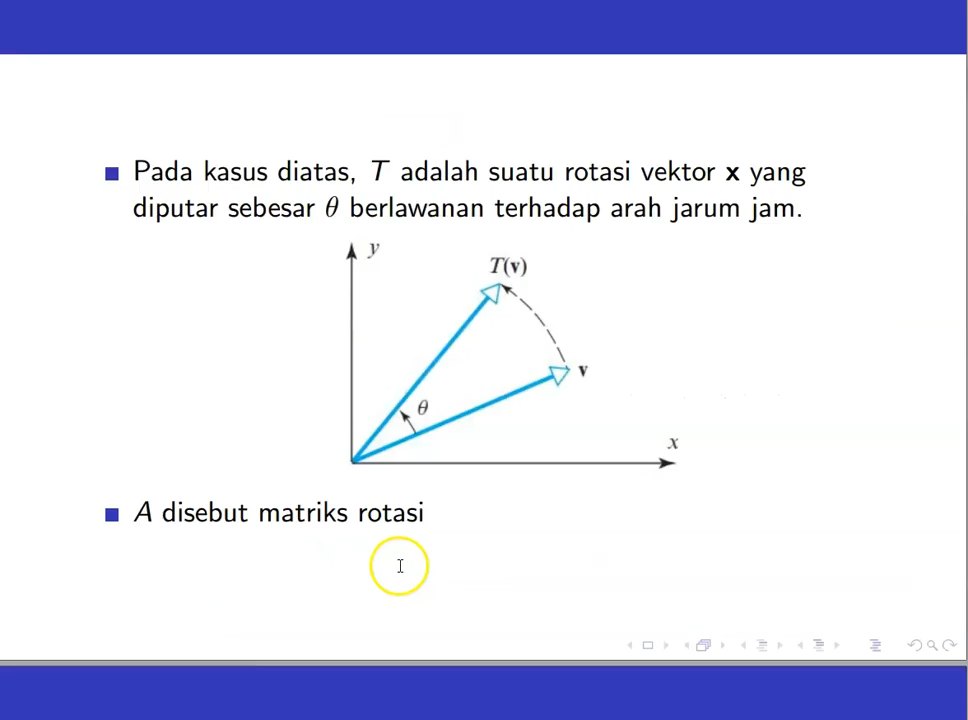 Pada kasus diatas, T adalah suatu rotasi vektor x yang
diputar sebesar θ berlawanan terhadap arah jarum jam.
y
T(v)
v
θ
x
A disebut matriks rotasi